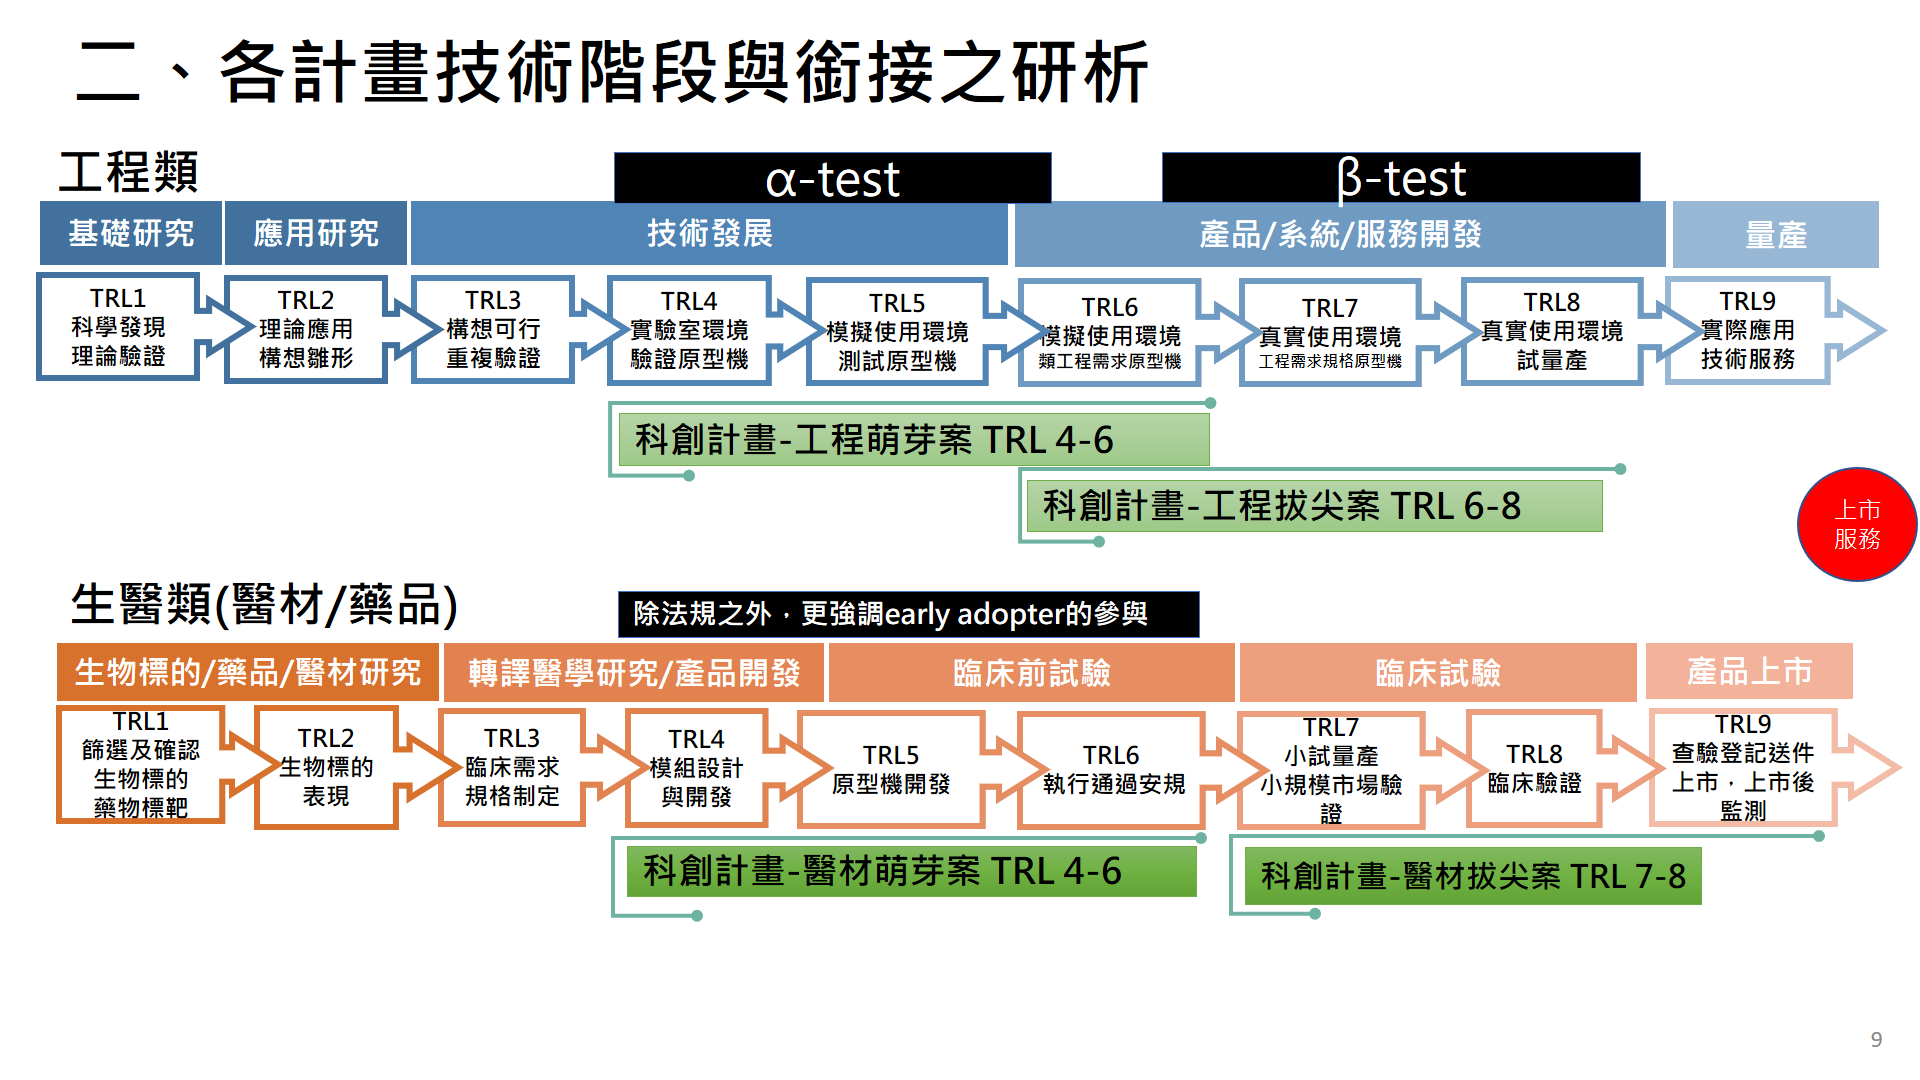 二、各計畫技術階段與銜接之研析
工程類
α-test
β-test
基礎研究
應用研究
技術發展
產品/系統/服務開發
量產
TRL1
科學發現
理論驗證
TRL2
理論應用
構想雛形
TRL3
構想可行
重複驗證
TRL4
實驗室環境
驗證原型機
TRL5
模擬使用環境
測試原型機
TRL6
模擬使用環境
類工程需求原型機
TRL7
真實使用環境
工程需求規格原型機
TRL8
真實使用環境
試量產
TRL9
實際應用
技術服務
科創計畫-工程萌芽案 TRL 4-6
科創計畫-工程拔尖案 TRL 6-8
上市
服務
生醫類(醫材/藥品)
除法規之外，更強調early adopter的參與
生物標的/藥品/醫材研究
轉譯醫學研究/產品開發
臨床前試驗
臨床試驗
產品上市
TRL1
篩選及確認
生物標的
藥物標靶
TRL2
生物標的
表現
TRL3
臨床需求
規格制定
TRL4
模組設計
與開發
TRL5
原型機開發
TRL6
執行通過安規
TRL7
小試量產
小規模市場驗
證
TRL8
臨床驗證
TRL9
查驗登記送件
上市，上市後
監測
科創計畫-醫材萌芽案 TRL 4-6
科創計畫-醫材拔尖案 TRL 7-8
9